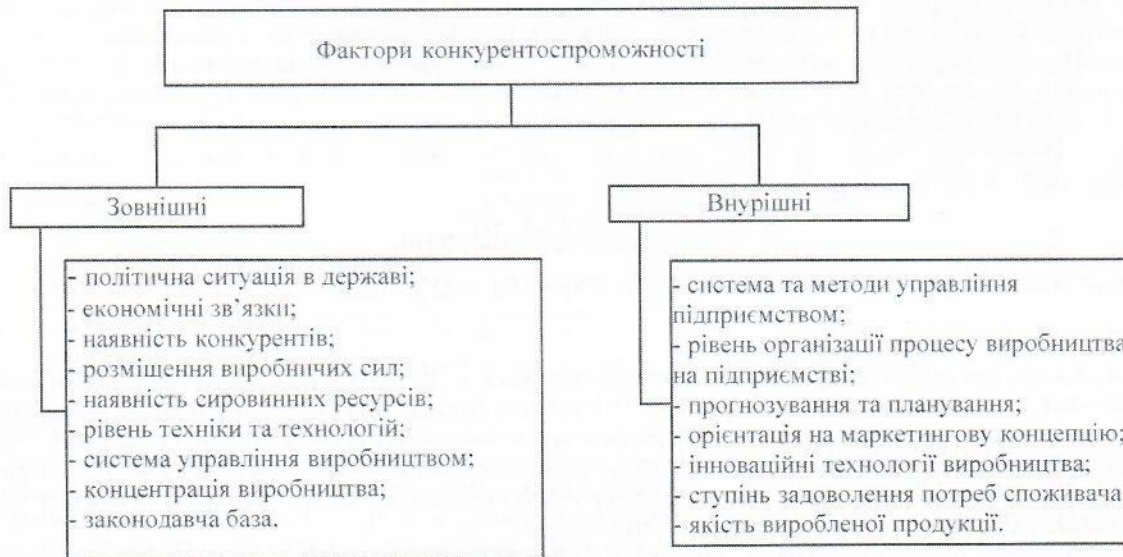 Фактори конкурентоспроможності
Зовнішні
- політична ситуація в державі;
- економічні зв`язки;
- наявність конкурентів;
- розміщення виробничих сил;
- наявність сировинних ресурсів;
- рівень техніки та технологій;
- система управління виробництвом;
- концентрація виробництва;
- законодавча база.
Внурішні
- система та методи управління
підприємством;
- рівень організації процесу виробництва
на підприємстві;
- прогнозування та планування;
- орієнтація на маркетингову концепцію;
- інноваційні технології виробництва;
- ступінь задоволення потреб споживача
- якість виробленої продукції.